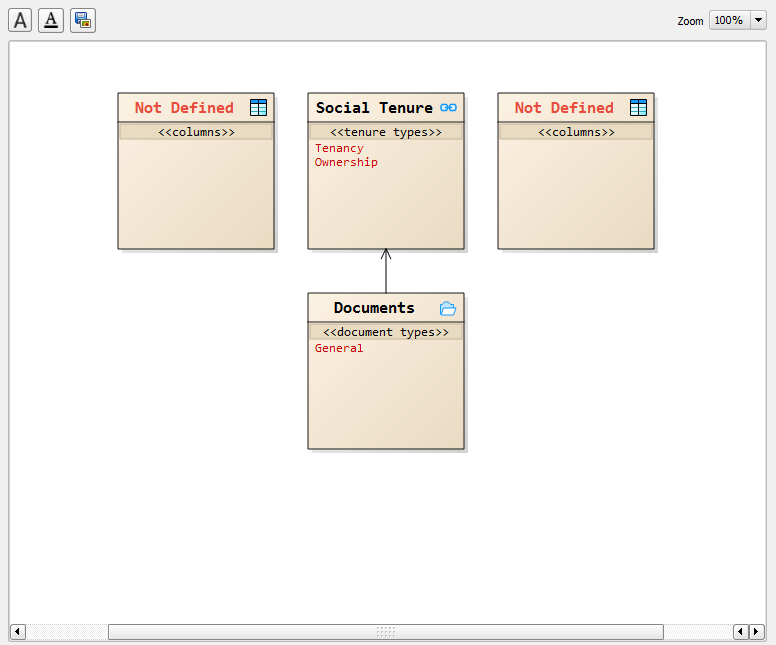 A A
Zoom 100%
Not Defined
<<columns>>
Social Tenure
<<tenure types>>
Tenancy
Ownership
Not Defined
<<columns>>
Documents
<<document types>>
General